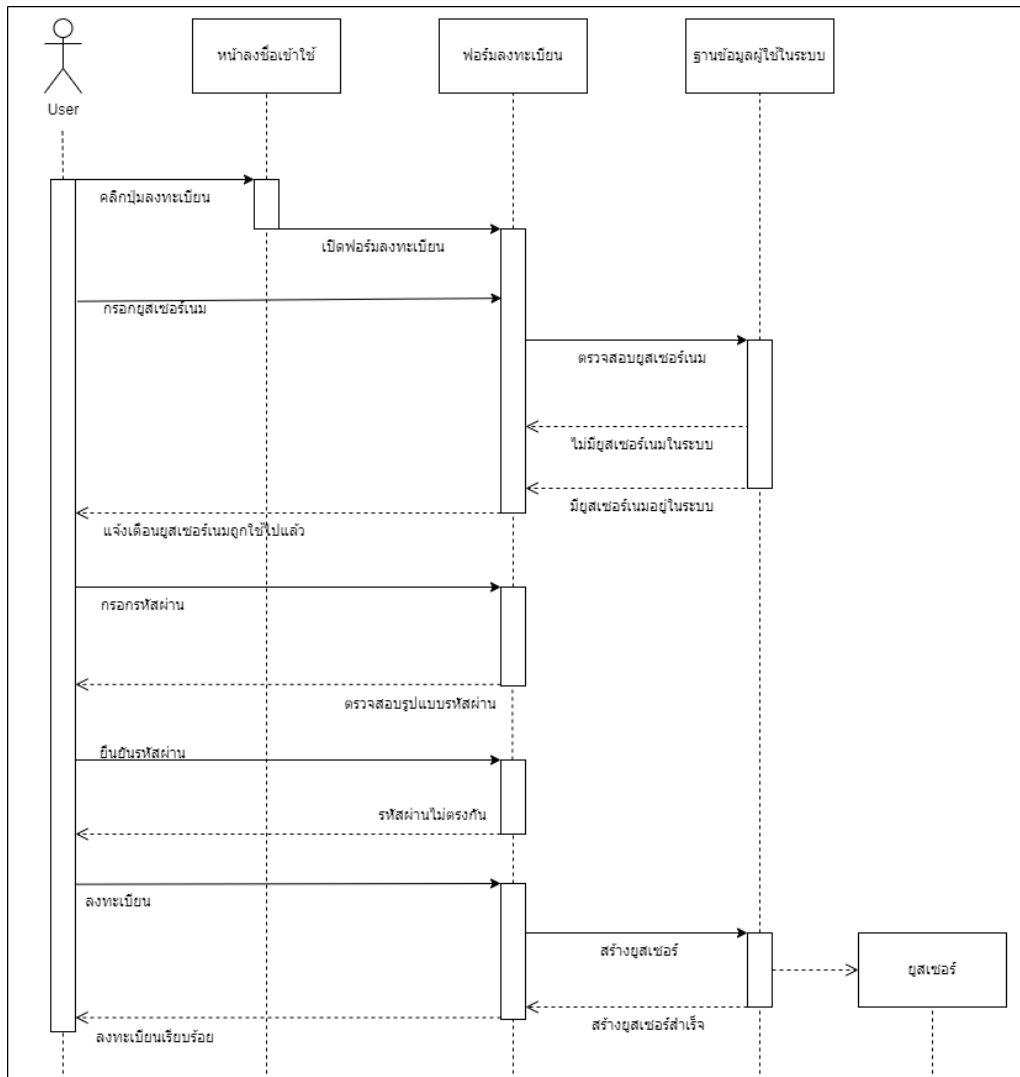 หน้าลงชื่อเข้าใช้
ฟอร์มลงทะเบียน
ฐานข้อมูลผู้ใช้ในระบบ
User
คลิกปุ่มลงทะเบียน
เปิดฟอร์มลงทะเบียน
กรอกยูสเซอร์เนม
ตรวจสอบยูสเซอร์เนม
ไม่มียูสเซอร์เนมในระบบ
มียูสเซอร์เนมอยู่ในระบบ
แจ้งเตือนยูสเซอร์เนมถูกใช้ไปแล้ว
กรอกรหัสผ่าน
ตรวจสอบรูปแบบรหัสผ่าน
ยืนยันรหัสผ่าน
รหัสผ่านไม่ตรงกัน
ลงทะเบียน
สร้างยูสเซอร์
ยูสเซอร์
สร้างยูสเซอร์สำเร็จ
ลงทะเบียนเรียบร้อย